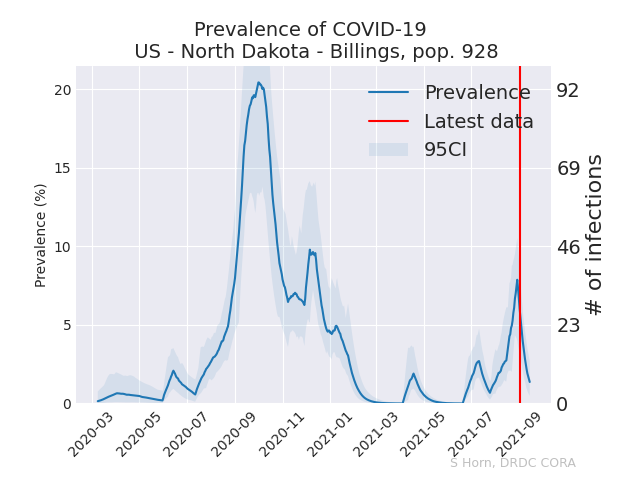 Prevalence of COVID-19
US - North Dakota - Billings, pop. 928
Prevalence
Latest data
95CI
Prevalence (%)
20
15
10
5
0
92
69
46
23
0
# of infections
2020-03
2020-05
2020-07
2020-09
2020-11
2021-01
2021-03
2021-05
2021-07
2021-09
S Horn, DRDC CORA